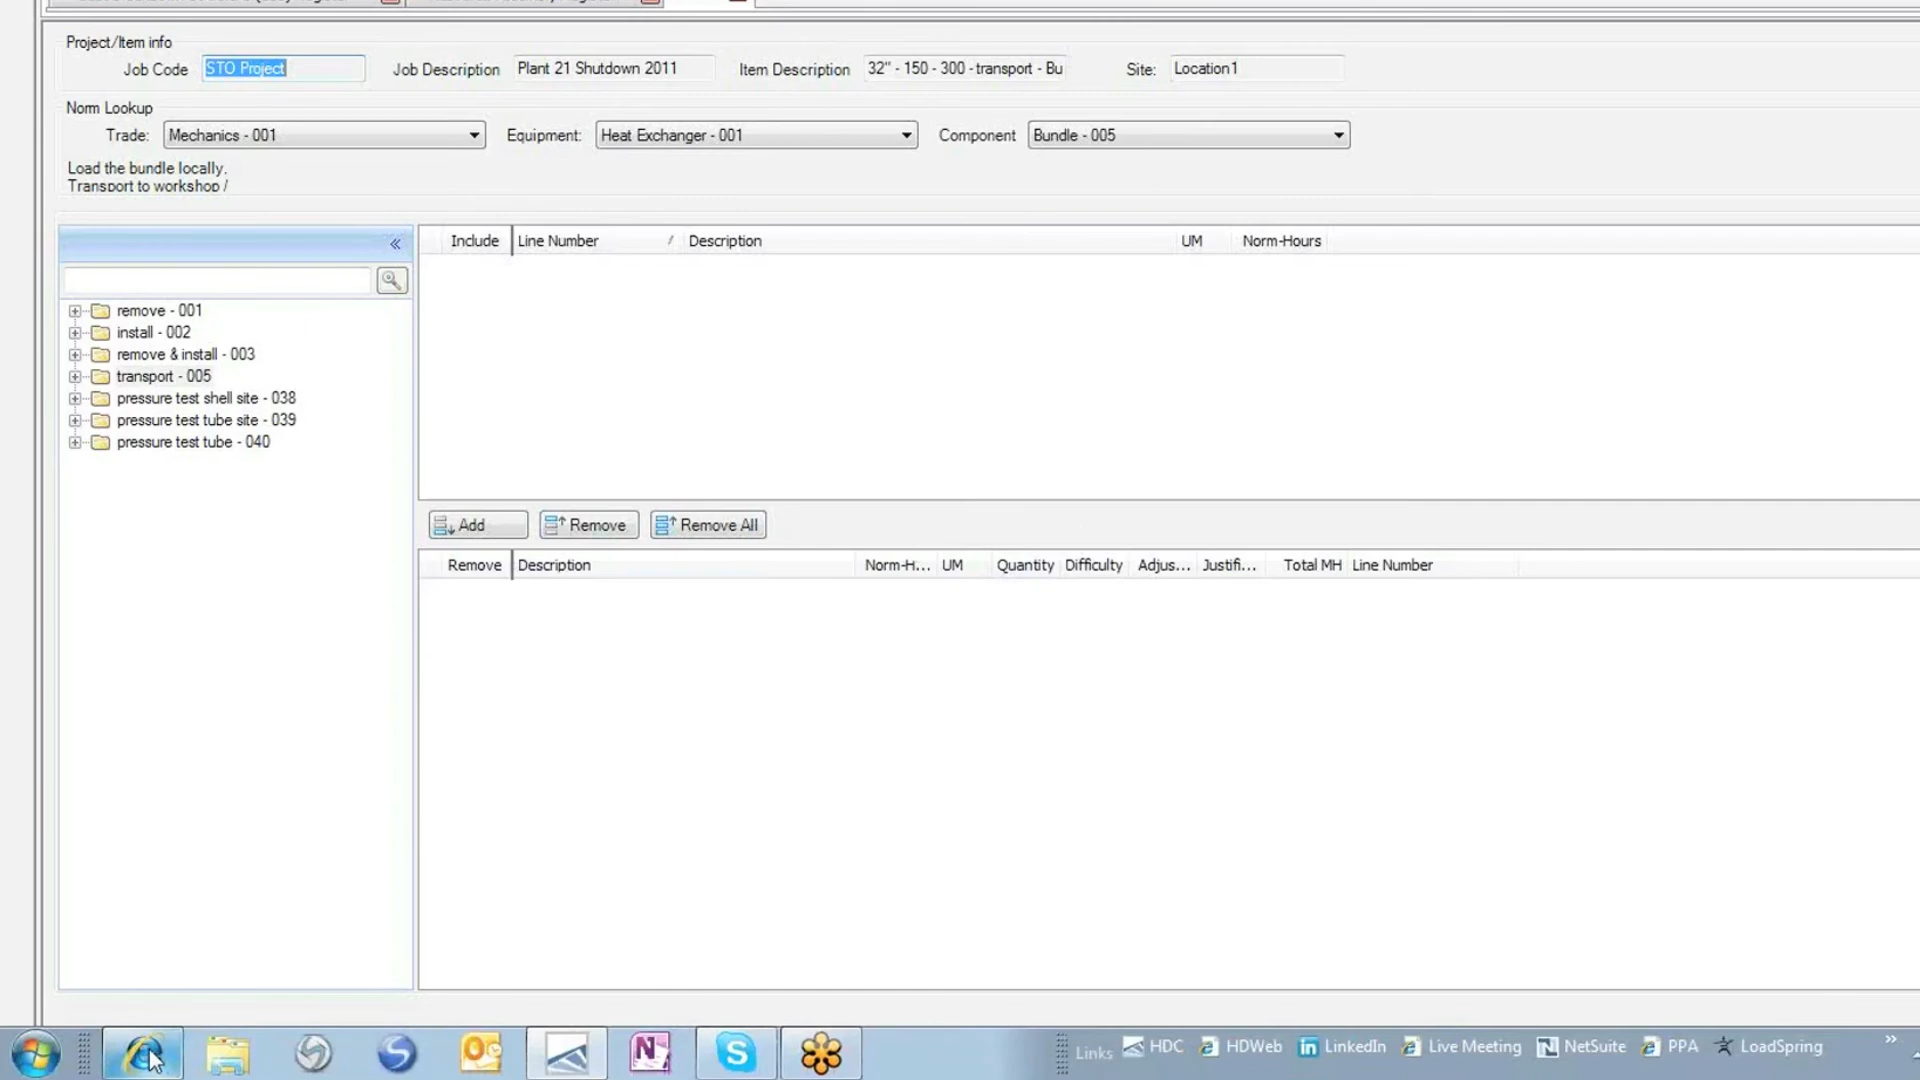 Project/Item info
Job Code STO Project Job Description Plant 21 Shutdown 2011 Item Description 32" - 150 - 300 - transport - Bu Site: Location1
Norm Lookup
Trade: Mechanics - 001 Equipment: Heat Exchanger - 001 Component Bundle - 005
Load the bundle locally.
Transport to workshop /
Include Line Number / Description UM Norm-Hours
remove - 001
install - 002
remove & install - 003
transport - 005
pressure test shell site - 038
pressure test tube site - 039
pressure test tube - 040
Add Remove Remove All
Remove Description Norm-H... UM Quantity Difficulty Adjus... Justifi... Total MH Line Number
Links HDC HDWeb LinkedIn Live Meeting NetSuite PPA LoadSpring